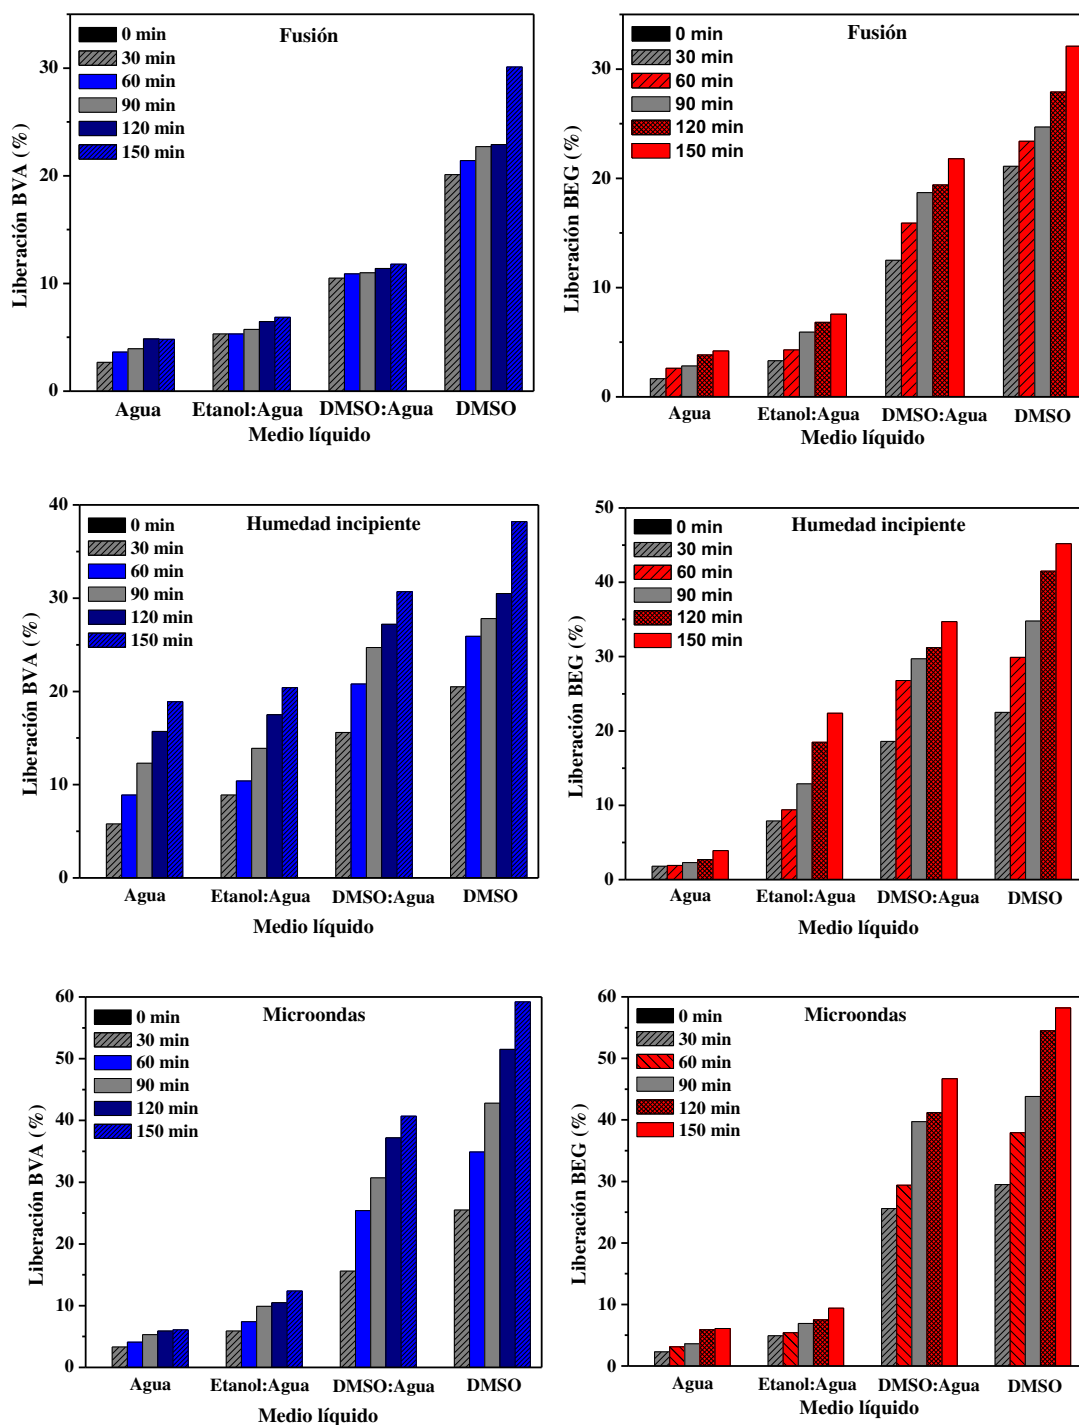 Fusión
0 min
30 min
60 min
90 min
120 min
150 min
Liberación BVA (%)
30
20
10
0
Agua Etanol:Agua DMSO:Agua DMSO
Medio líquido
Fusión
0 min
30 min
60 min
90 min
120 min
150 min
Liberación BEG (%)
30
20
10
0
Agua Etanol:Agua DMSO:Agua DMSO
Medio líquido
Humedad incipiente
0 min
30 min
60 min
90 min
120 min
150 min
Liberación BVA (%)
40
30
20
10
0
Agua Etanol:Agua DMSO:Agua DMSO
Medio líquido
Humedad incipiente
0 min
30 min
60 min
90 min
120 min
150 min
Liberación BEG (%)
50
40
30
20
10
0
Agua Etanol:Agua DMSO:Agua DMSO
Medio líquido
Microondas
0 min
30 min
60 min
90 min
120 min
150 min
Liberación BVA (%)
60
50
40
30
20
10
0
Agua Etanol:Agua DMSO:Agua DMSO
Medio líquido
Microondas
0 min
30 min
60 min
90 min
120 min
150 min
Liberación BEG (%)
60
50
40
30
20
10
0
Agua Etanol:Agua DMSO:Agua DMSO
Medio líquido